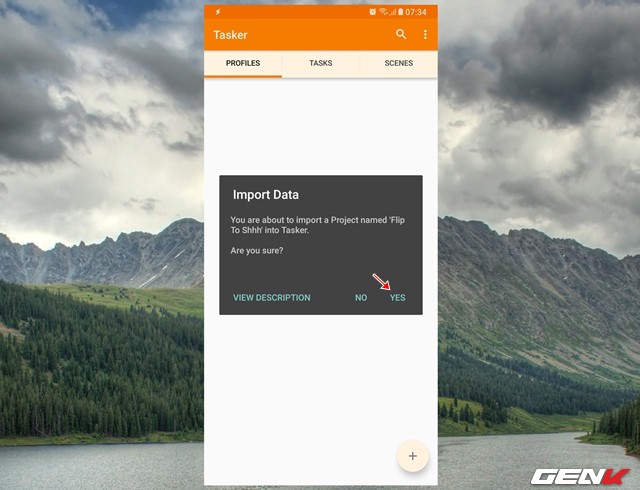 07:34
Tasker
PROFILES TASKS SCENES
Import Data
You are about to import a Project named 'Flip
To Shhh' into Tasker.
Are you sure?
VIEW DESCRIPTION NO YES
+
GENK